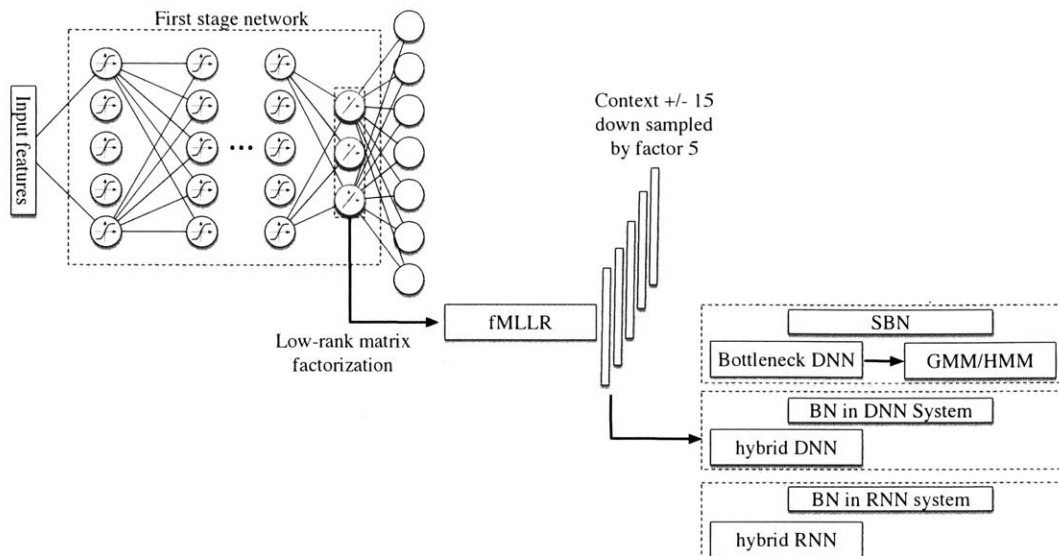 First stage network
Input features
Context +/- 15
down sampled
by factor 5
fMLLR
Low-rank matrix
factorization
SBN
Bottleneck DNN
GMM/HMM
BN in DNN System
hybrid DNN
BN in RNN system
hybrid RNN